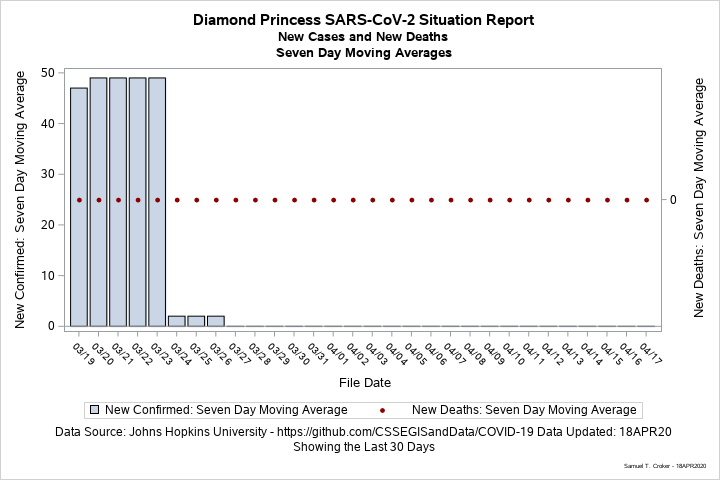 Diamond Princess SARS-CoV-2 Situation Report
New Cases and New Deaths
Seven Day Moving Averages
New Confirmed: Seven Day Moving Average
50
40
30
20
10
0
0
New Deaths: Seven Day Moving Average
03/19 03/20 03/21 03/22 03/23 03/24 03/25 03/26 03/27 03/28 03/29 03/30 03/31 04/01 04/02 04/03 04/04 04/05 04/06 04/07 04/08 04/09 04/10 04/11 04/12 04/13 04/14 04/15 04/16 04/17
File Date
New Confirmed: Seven Day Moving Average New Deaths: Seven Day Moving Average
Data Source: Johns Hopkins University - https://github.com/CSSEGISandData/COVID-19 Data Updated: 18APR20
Showing the Last 30 Days
Samuel T. Croker - 18APR2020